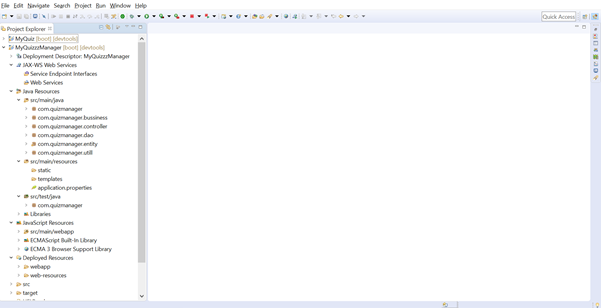 File Edit Navigate Search Project Run Window Help
Quick Access
Project Explorer
MyQuiz [boot] [devtools]
MyQuizzzManager [boot] [devtools]
Deployment Descriptor: MyQuizzzManager
JAX-WS Web Services
Service Endpoint Interfaces
Web Services
Java Resources
src/main/java
com.quizmanager
com.quizmanager.bussiness
com.quizmanager.controller
com.quizmanager.dao
com.quizmanager.entity
com.quizmanager.utill
src/main/resources
static
templates
application.properties
src/test/java
com.quizmanager
Libraries
JavaScript Resources
src/main/webapp
ECMAScript Built-In Library
ECMA 3 Browser Support Library
Deployed Resources
webapp
web-resources
src
target